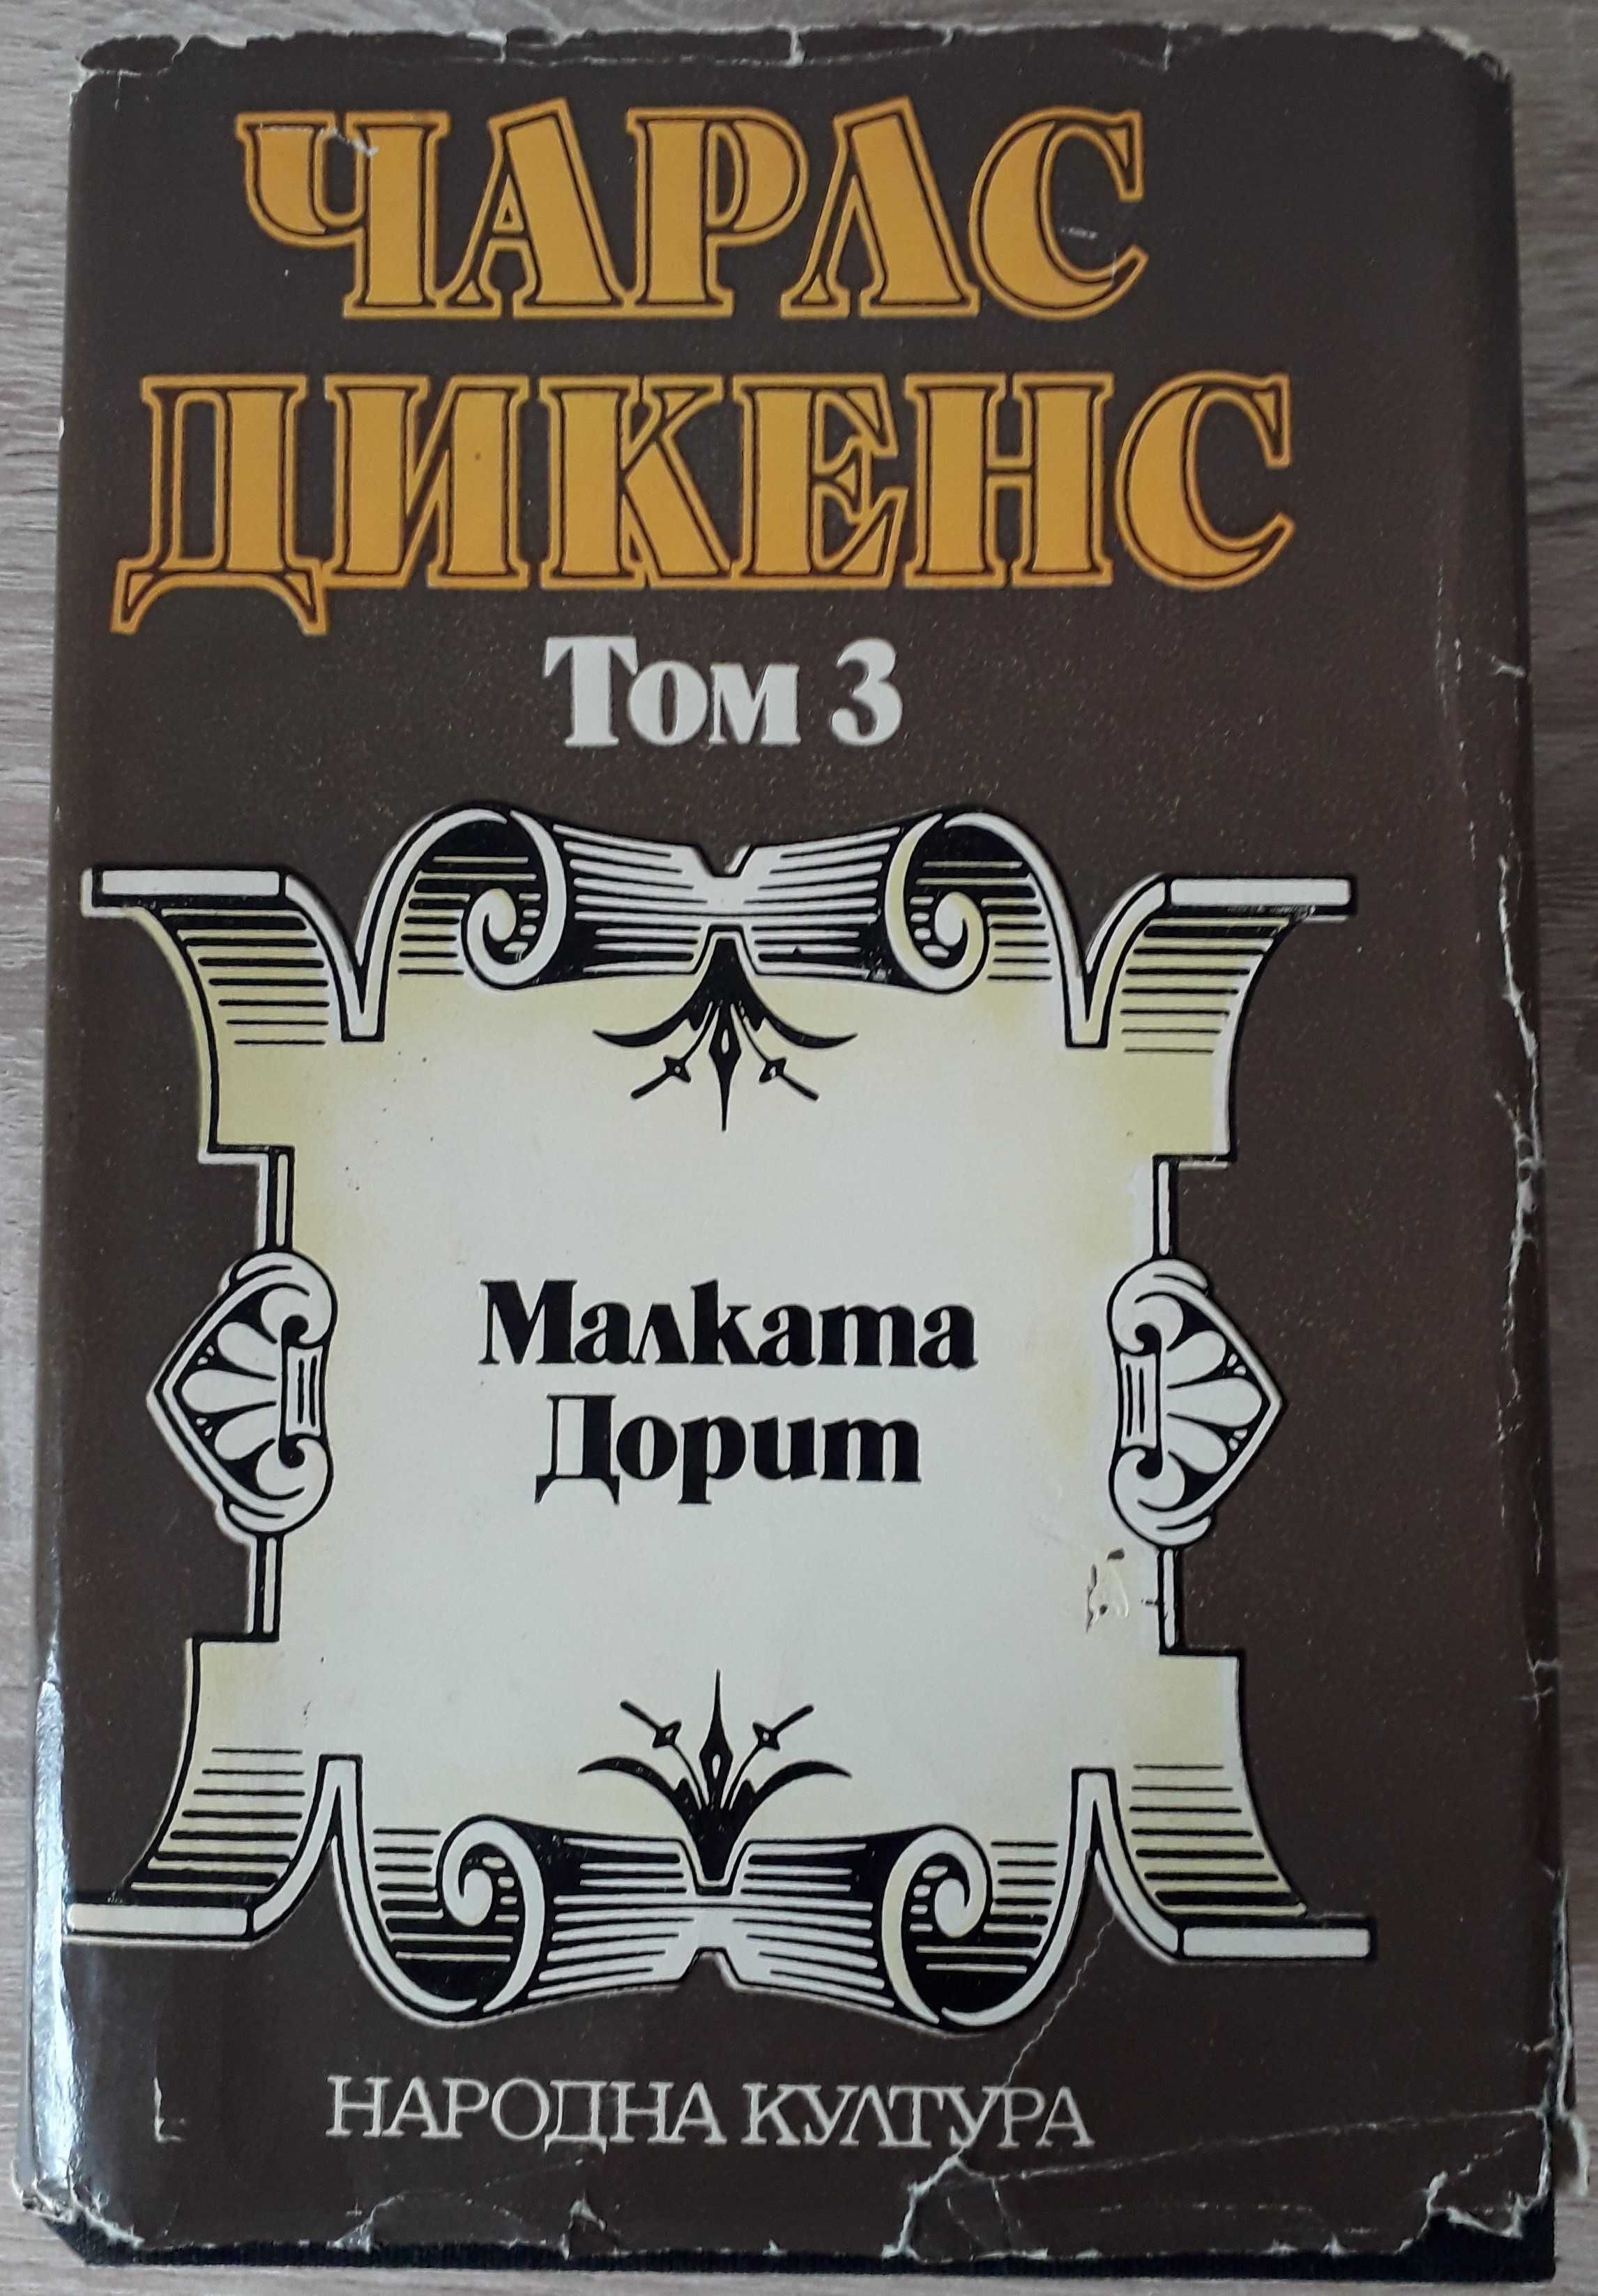 ЧАРЛС
ДИКЕНС
Том 3
Малката
Дорит
НАРОДНА КУЛТУРА